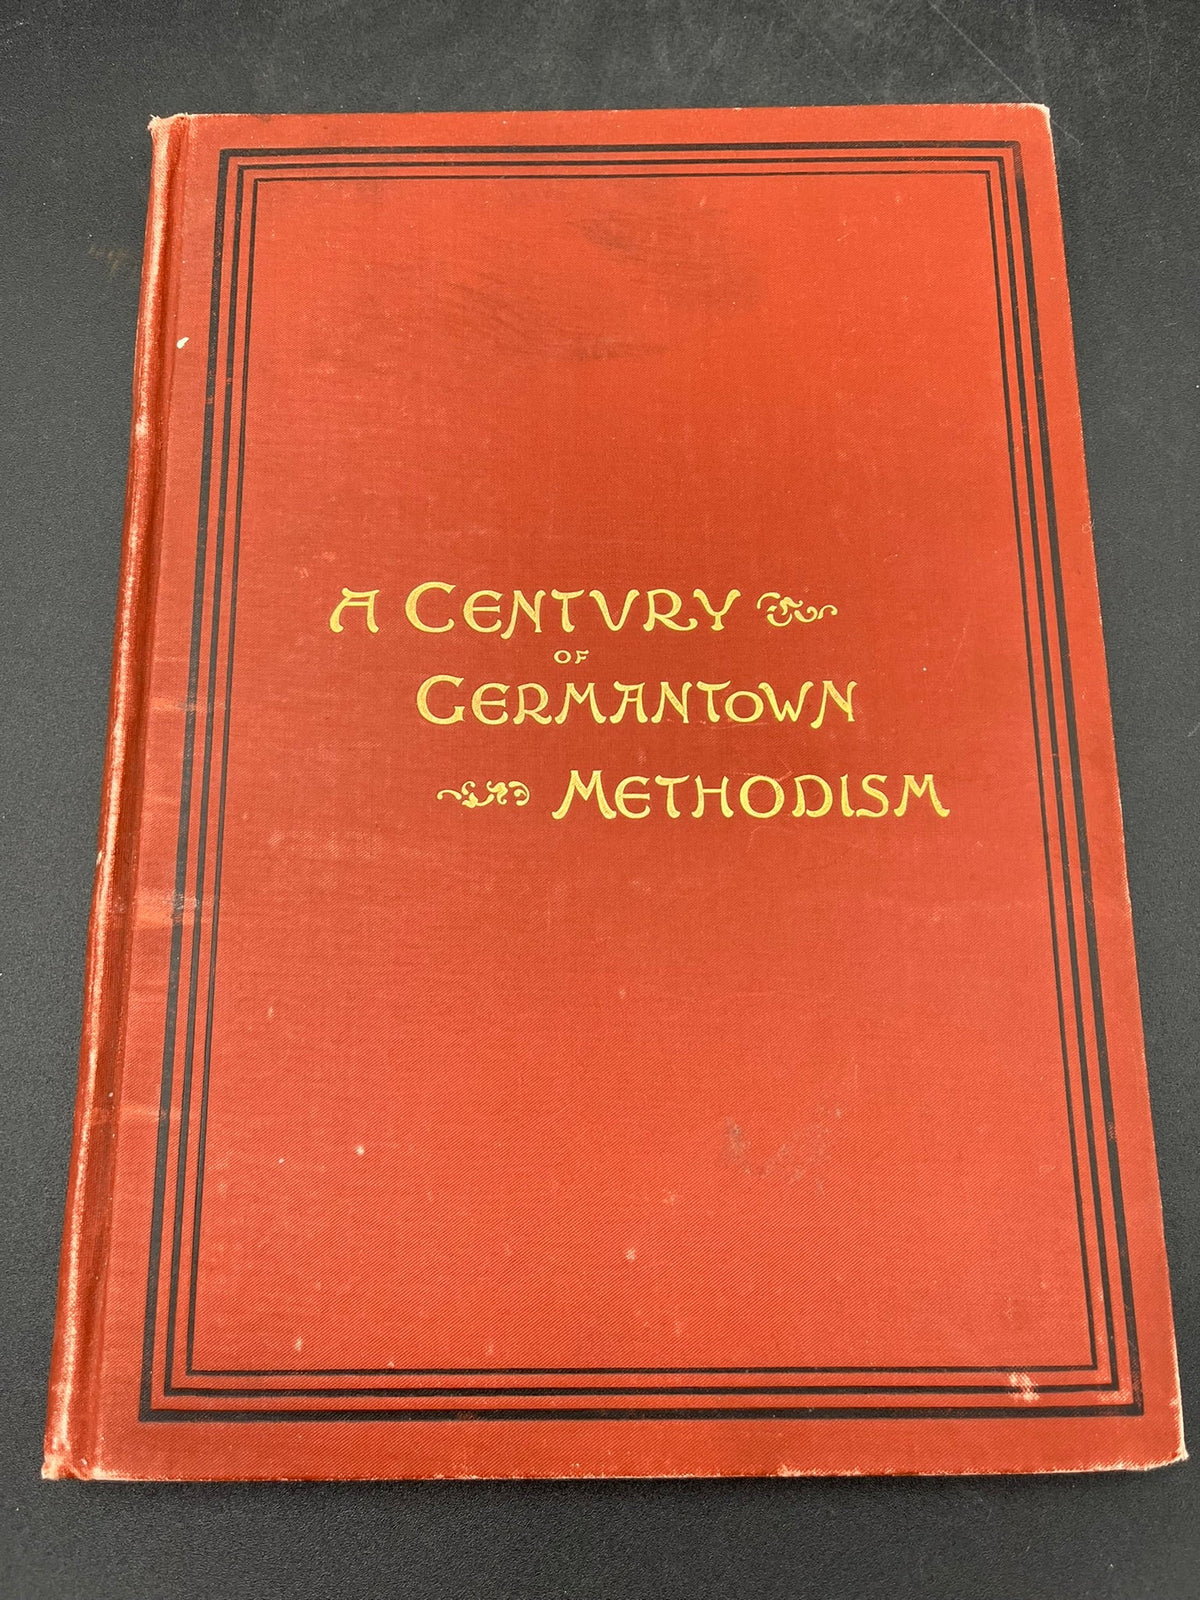 A CENTVRY
OF
GERMANTOWN
METHODISM